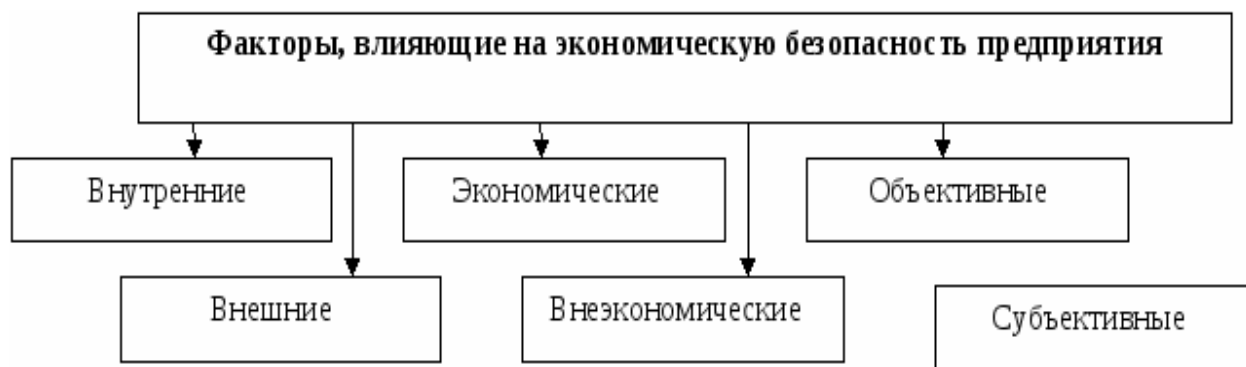 Факторы, влияющие на экономическую безопасность предприятия
Внутренние
Экономические
Объективные
Внешние
Внеэкономические
Субъективные